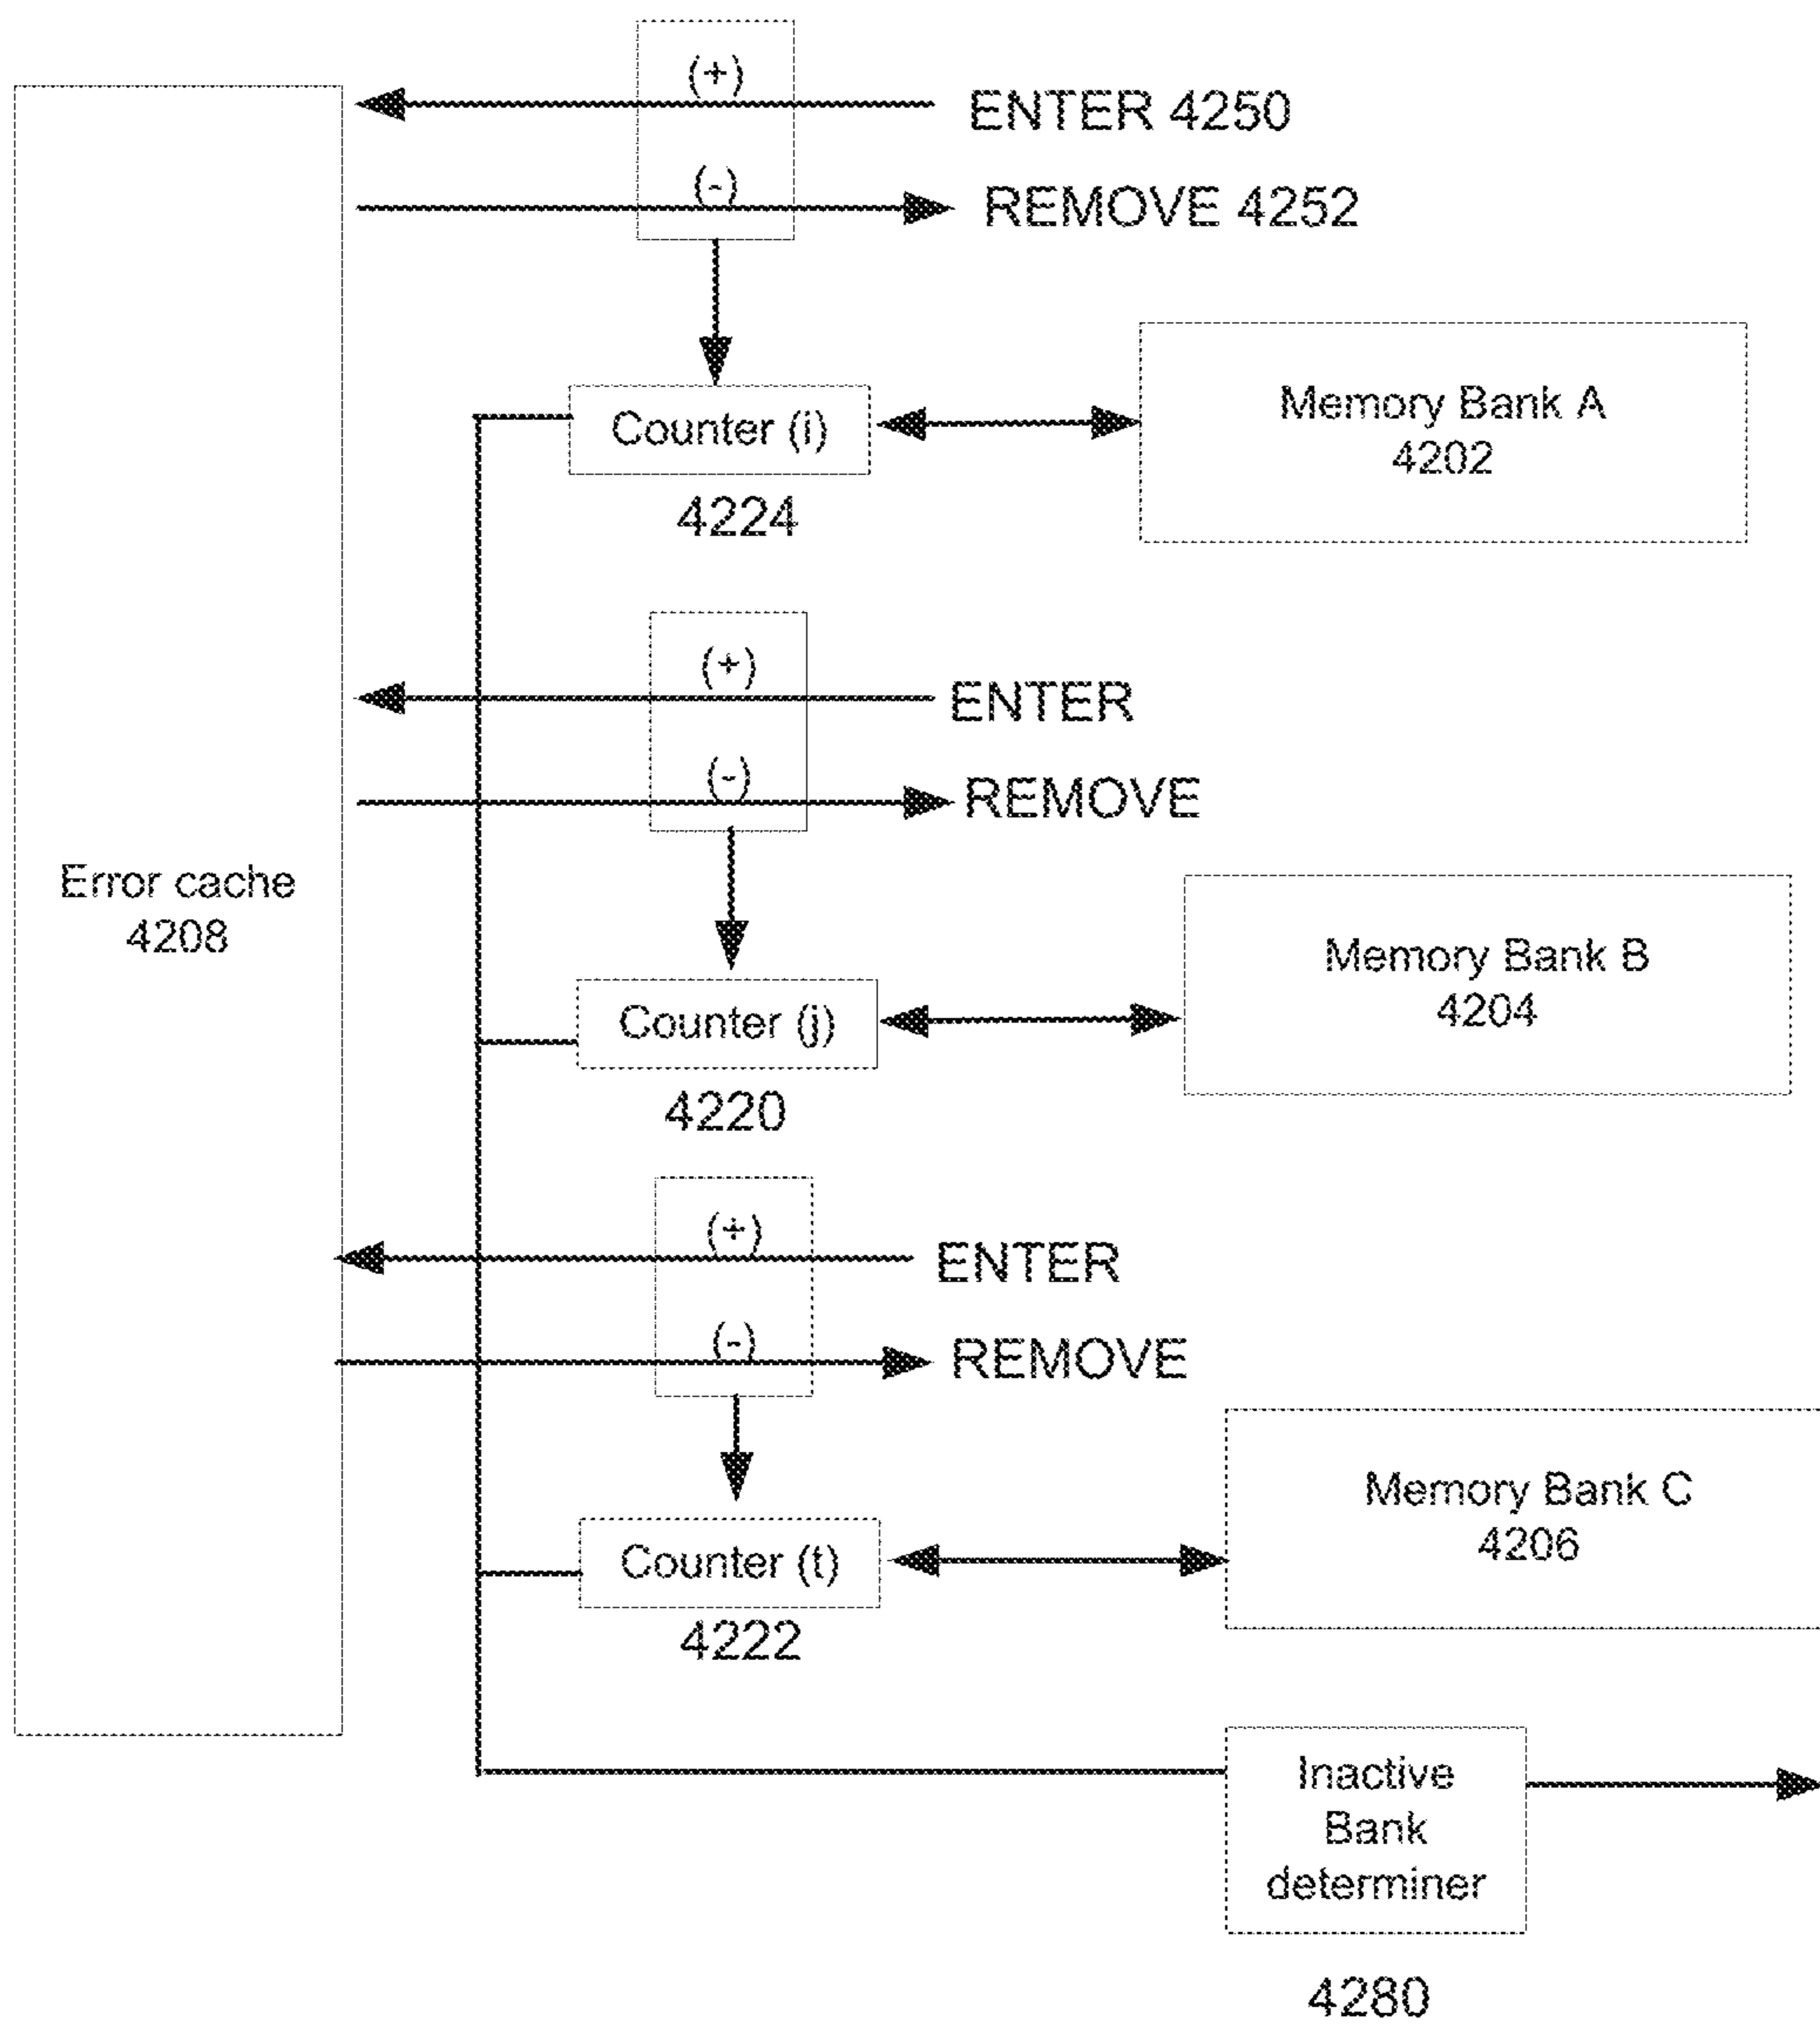 (+)
ENTER 4250
(-)
REMOVE 4252
Counter (i)
4224
Memory Bank A
4202
(+)
ENTER
(-)
REMOVE
Error cache
4208
Counter (j)
4220
Memory Bank B
4204
(+)
ENTER
(-)
REMOVE
Counter (t)
4222
Memory Bank C
4206
Inactive
Bank
determiner
4280